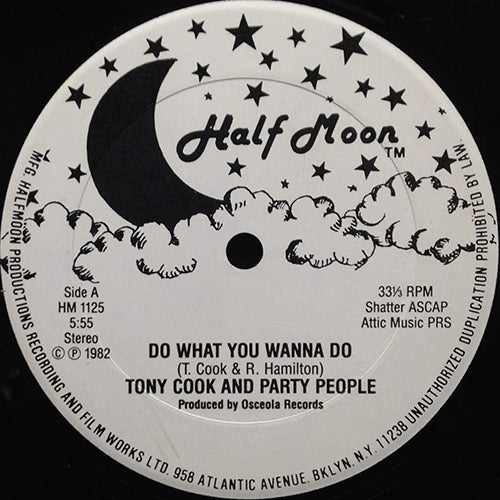 Half Moon TM
Side A
HM 1125
5:55
Stereo
© ℗ 1982
33⅓ RPM
Shatter ASCAP
Attic Music PRS
DO WHAT YOU WANNA DO
(T. Cook & R. Hamilton)
TONY COOK AND PARTY PEOPLE
Produced by Osceola Records
MFG. HALFMOON PRODUCTIONS RECORDING AND FILM WORKS LTD. 958 ATLANTIC AVENUE. BKLYN. N.Y. 11238 UNAUTHORIZED DUPLICATION PROHIBITED BY LAW.